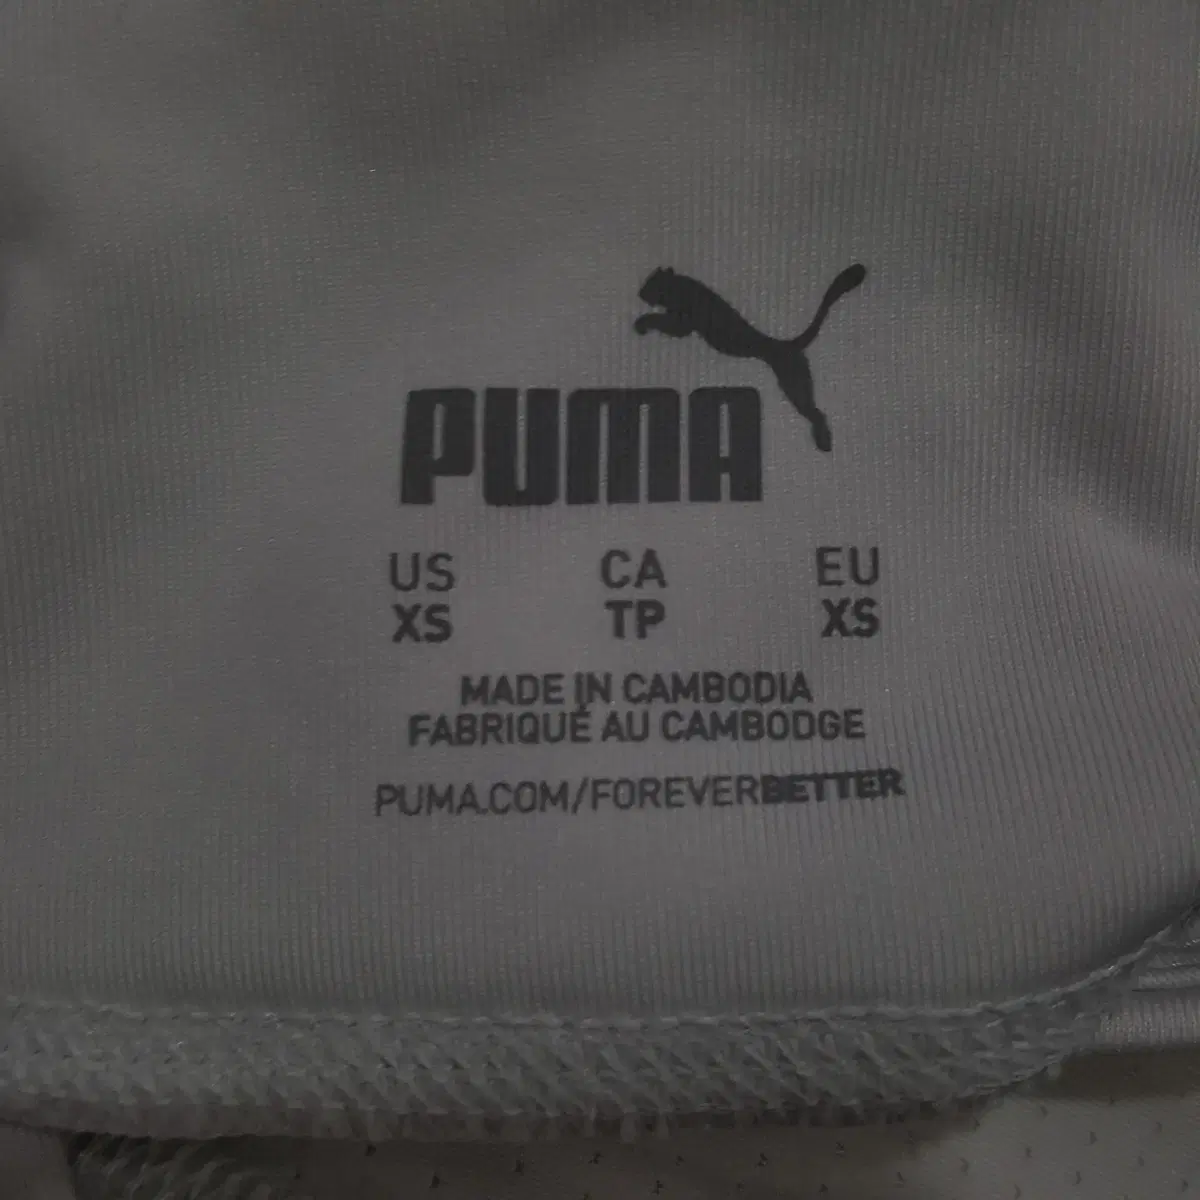 PUMA
US CA EU
XS TP XS
MADE IN CAMBODIA
FABRIQUÉ AU CAMBODGE
PUMA.COM/FOREVERBETTER